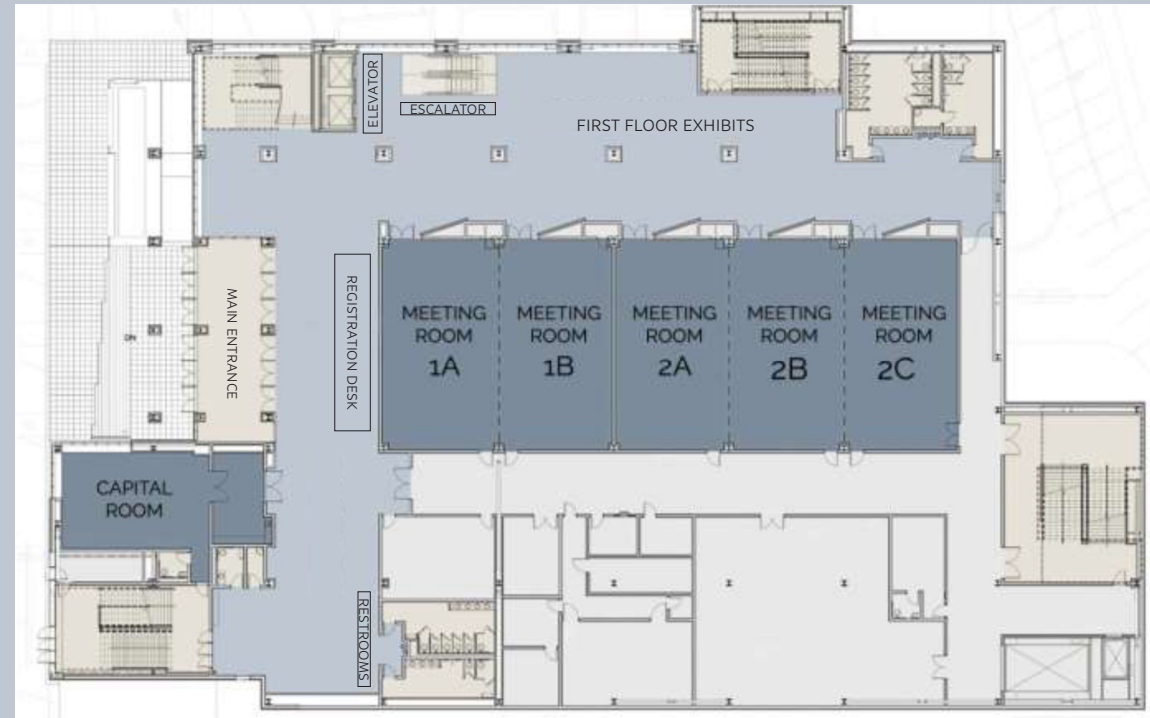 ELEVATOR
ESCALATOR
FIRST FLOOR EXHIBITS
MAIN ENTRANCE
REGISTRATION DESK
MEETING
ROOM
1A
MEETING
ROOM
1B
MEETING
ROOM
2A
MEETING
ROOM
2B
MEETING
ROOM
2C
DN
CAPITAL
ROOM
RESTROOMS